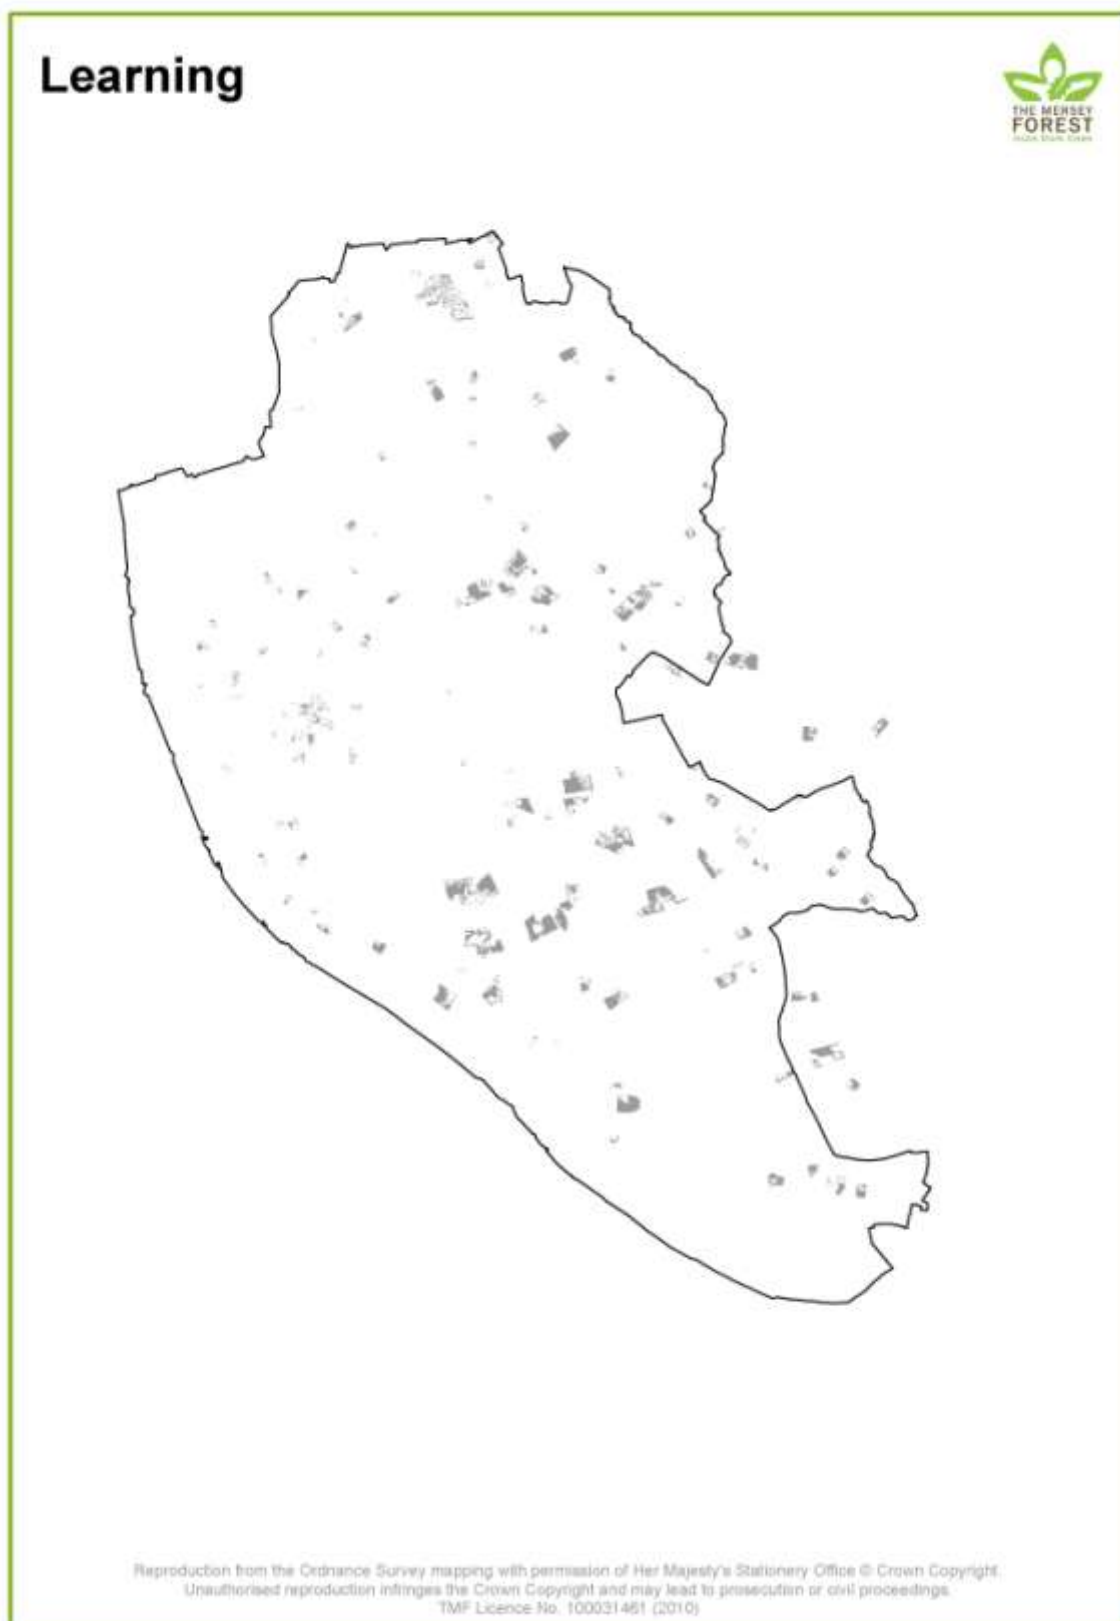 Learning
THE MERSEY
FOREST
Reproduction from the Ordnance Survey mapping with permission of Her Majesty's Stationery Office © Crown Copyright.
Unauthorised reproduction infringes the Crown Copyright and may lead to prosecution or civil proceedings.
TMF Licence No. 100031461 (2010)